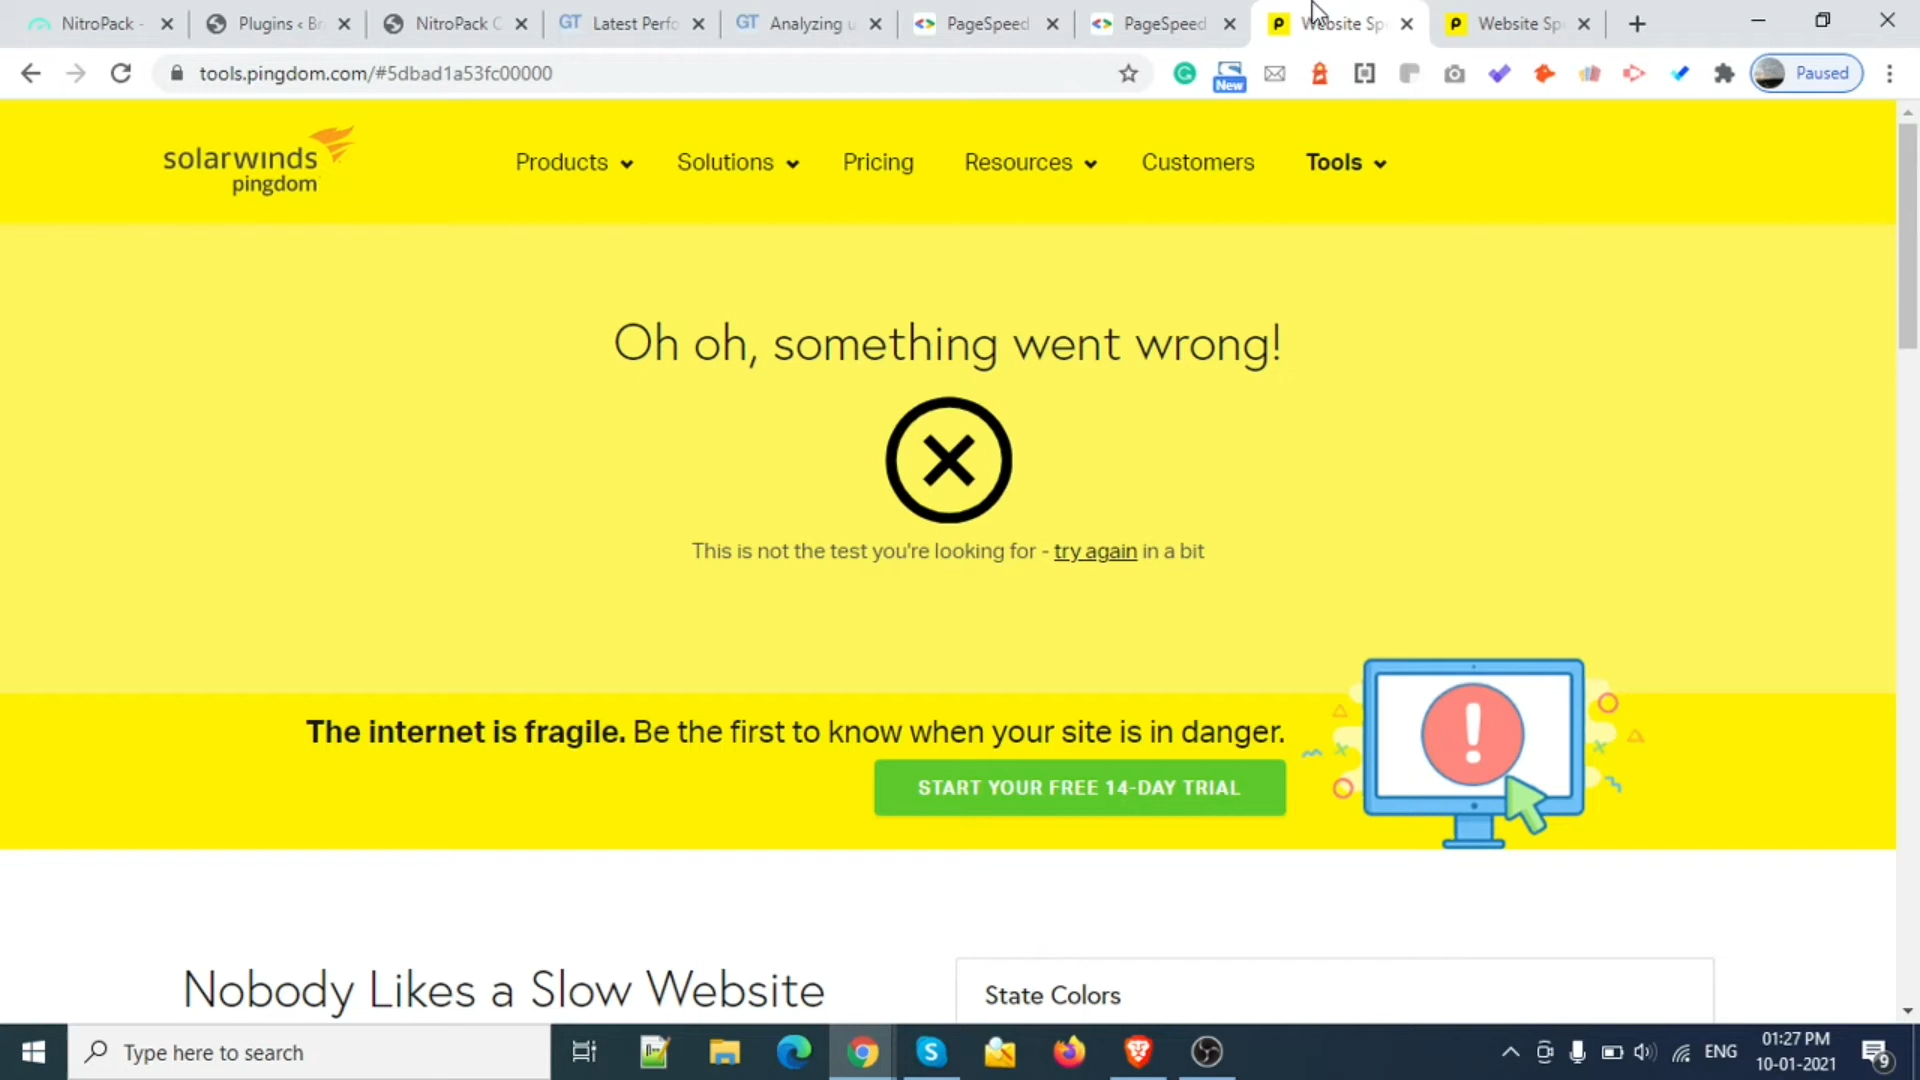 NitroPack -
Plugins ‹ Br
NitroPack C
GT Latest Perfo
GT Analyzing u
PageSpeed
PageSpeed
p Website Sp
p Website Sp
tools.pingdom.com/#5dbad1a53fc00000
New
Paused
solarwinds
pingdom
Products
Solutions
Pricing
Resources
Customers
Tools
Oh oh, something went wrong!
This is not the test you're looking for - try again in a bit
The internet is fragile. Be the first to know when your site is in danger.
START YOUR FREE 14-DAY TRIAL
Nobody Likes a Slow Website
State Colors
Type here to search
ENG
01:27 PM
10-01-2021
9